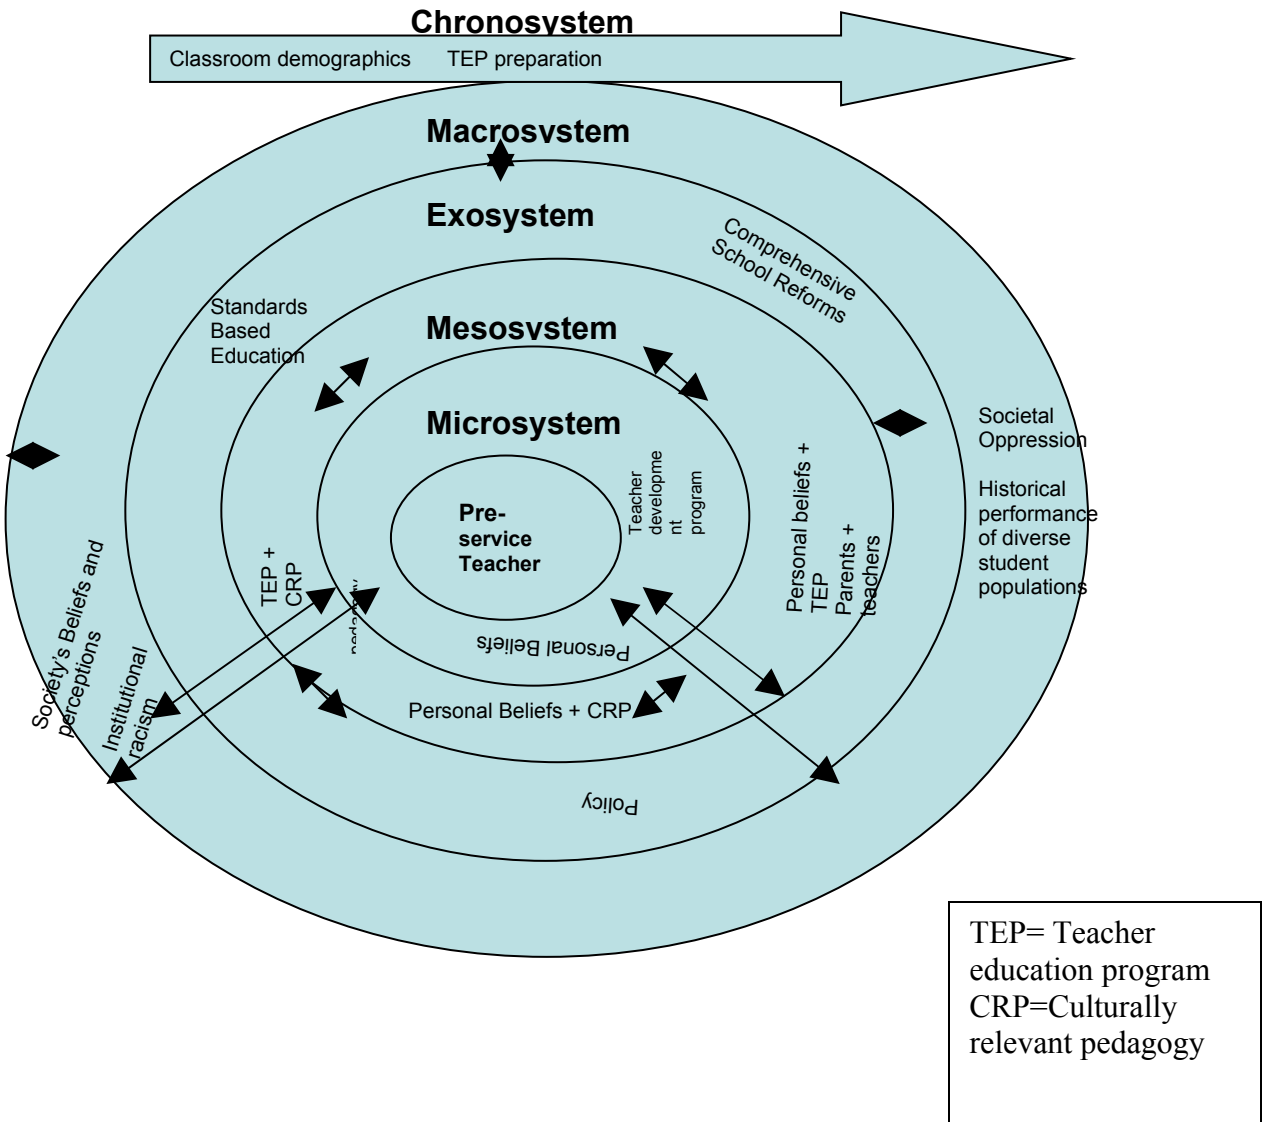 Chronosystem
Classroom demographics TEP preparation
Macrosystem
Exosystem
Comprehensive
School Reforms
Standards
Based
Education
Mesosystem
Microsystem
Societal
Oppression
Historical
performance
of diverse
student
populations
Teacher
developme
nt
program
Pre-
service
Teacher
Personal beliefs +
TEP
Parents +
teachers
TEP +
CRP
pedagogy
Personal Beliefs
Society's Beliefs and
perceptions
Institutional
racism
Personal Beliefs + CRP
Policy
TEP= Teacher
education program
CRP=Culturally
relevant pedagogy